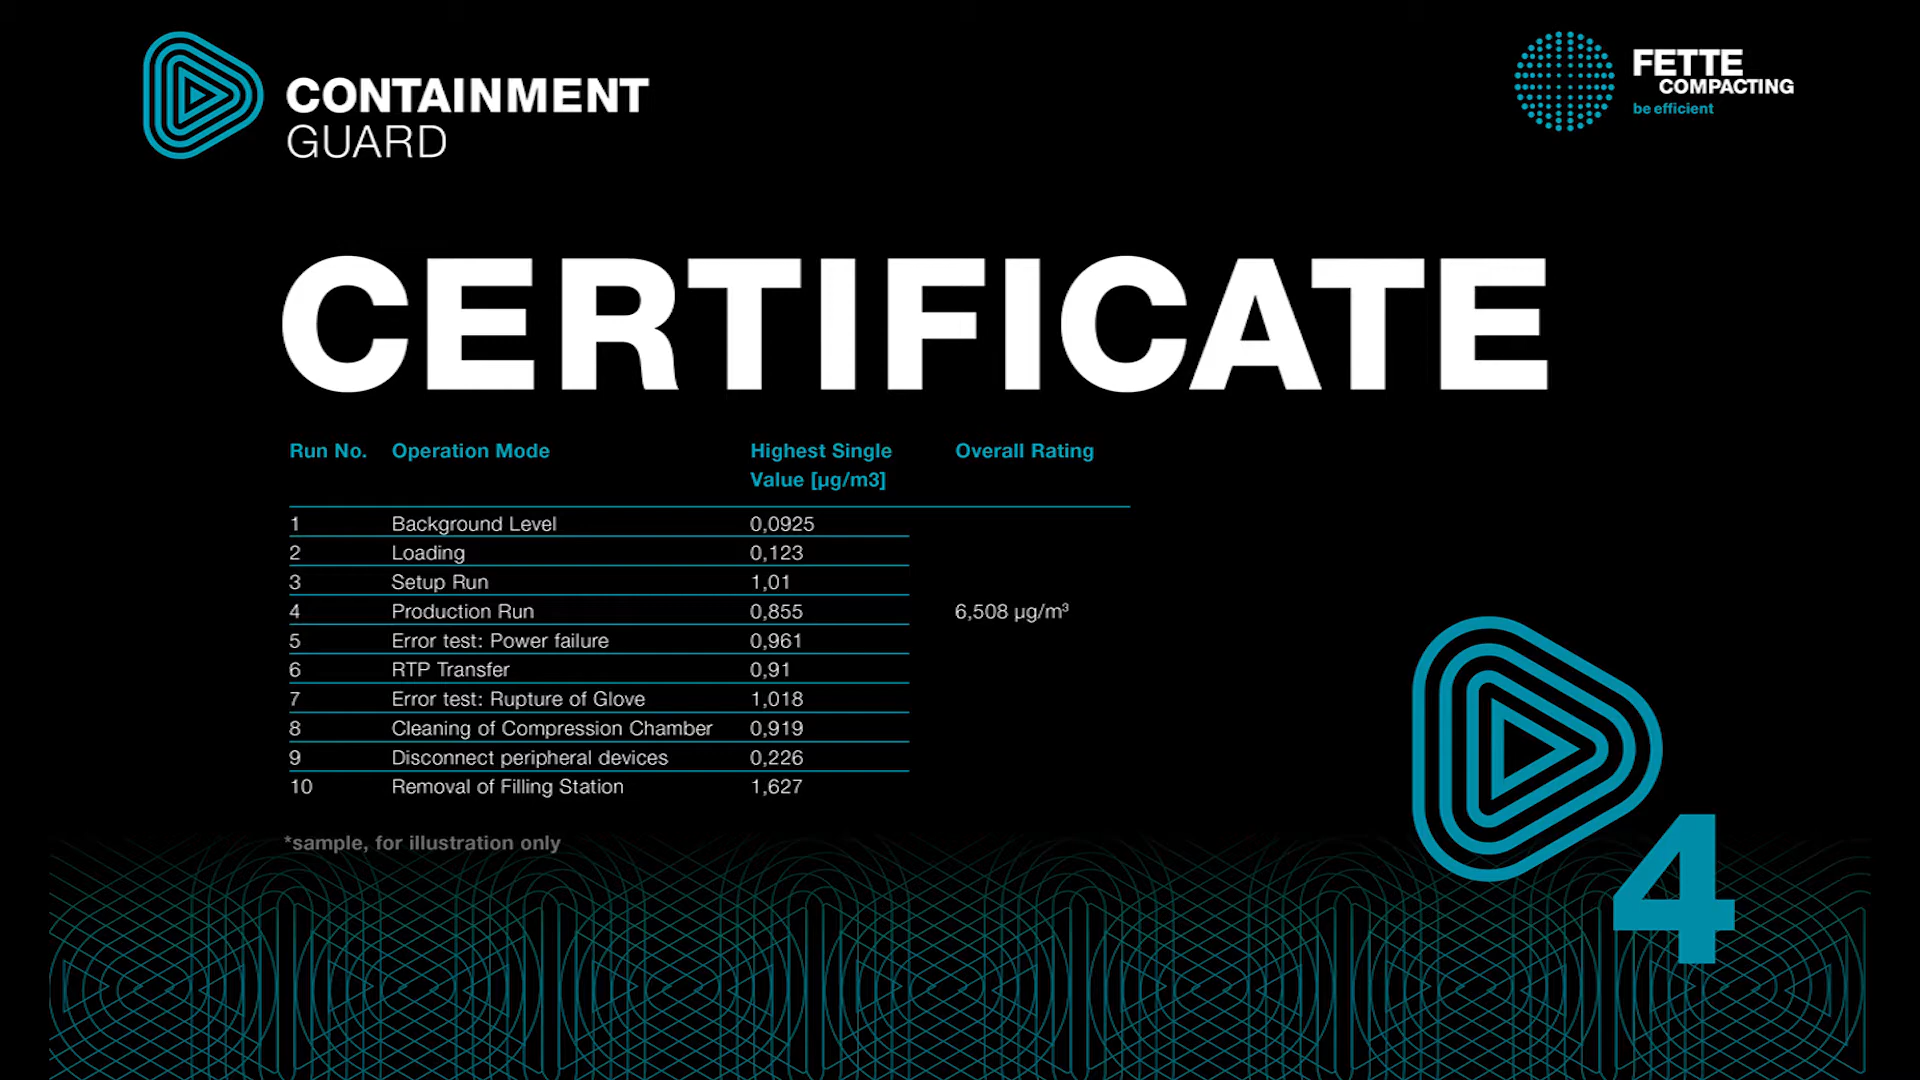 CONTAINMENT
GUARD
FETTE
COMPACTING
be efficient
CERTIFICATE
Run No. Operation Mode Highest Single Value [µg/m3] Overall Rating
1 Background Level 0,0925
2 Loading 0,123
3 Setup Run 1,01
4 Production Run 0,855 6,508 µg/m³
5 Error test: Power failure 0,961
6 RTP Transfer 0,91
7 Error test: Rupture of Glove 1,018
8 Cleaning of Compression Chamber 0,919
9 Disconnect peripheral devices 0,226
10 Removal of Filling Station 1,627
*sample, for illustration only
4